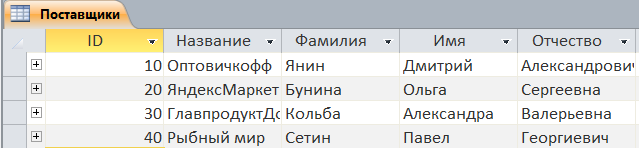 Поставщики
ID Название Фамилия Имя Отчество
10 Оптовичкофф Янин Дмитрий Александрович
20 ЯндексМаркет Бунина Ольга Сергеевна
30 ГлавпродуктДо Кольба Александра Валерьевна
40 Рыбный мир Сетин Павел Георгиевич